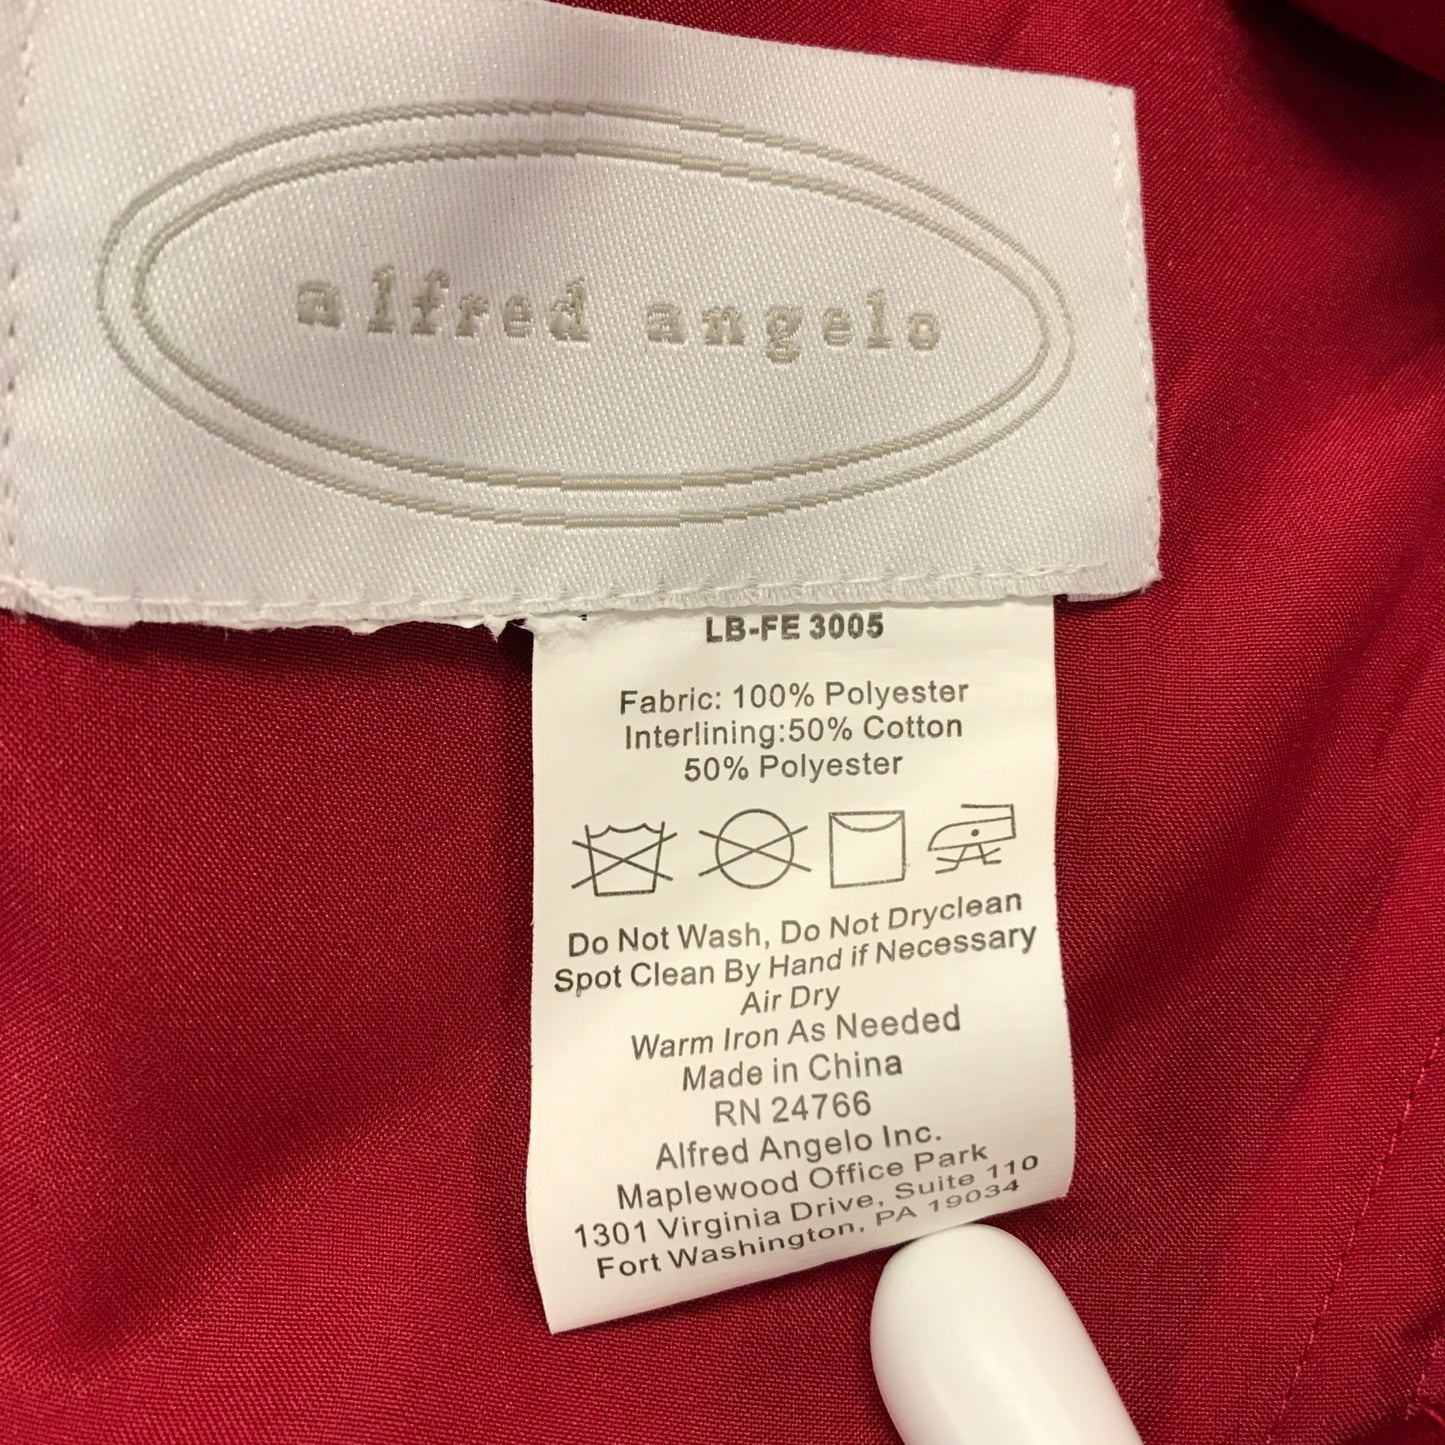 alfred angelo
LB-FE 3005
Fabric: 100% Polyester
Interlining:50% Cotton
50% Polyester
Do Not Wash, Do Not Dryclean
Spot Clean By Hand if Necessary
Air Dry
Warm Iron As Needed
Made in China
RN 24766
Alfred Angelo Inc.
Maplewood Office Park
1301 Virginia Drive, Suite 110
Fort Washington, PA 19034